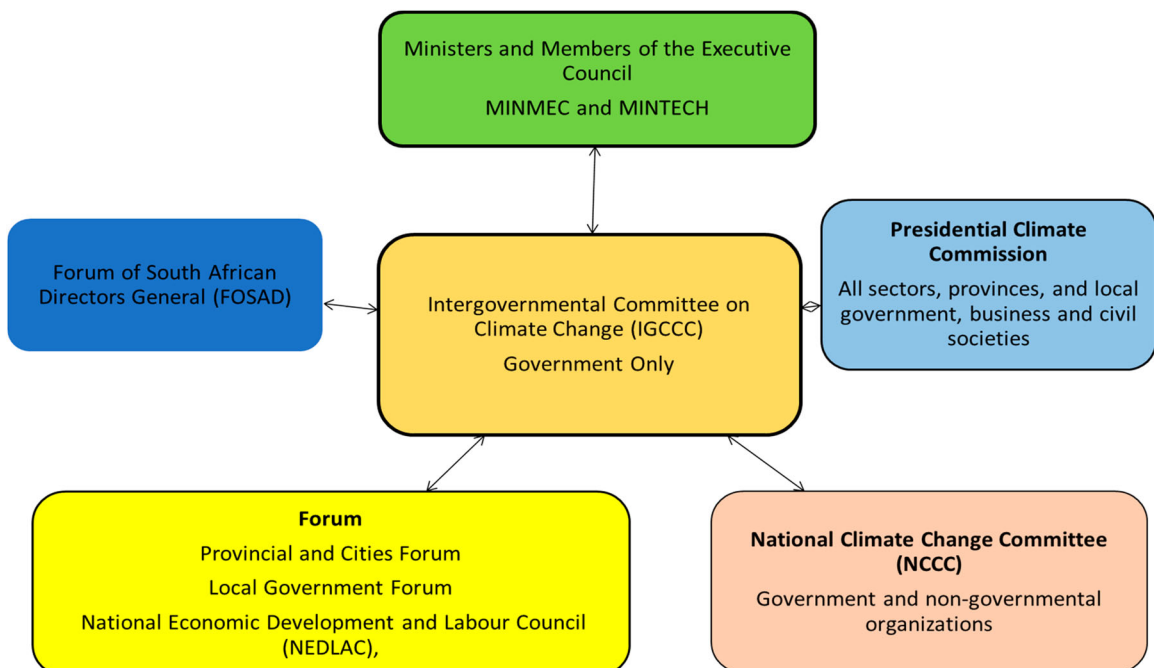 Ministers and Members of the Executive
Council
MINMEC and MINTECH
Forum of South African
Directors General (FOSAD)
Intergovernmental Committee on
Climate Change (IGCCC)
Government Only
Presidential Climate
Commission
All sectors, provinces, and local
government, business and civil
societies
Forum
Provincial and Cities Forum
Local Government Forum
National Economic Development and Labour Council
(NEDLAC),
National Climate Change Committee
(NCCC)
Government and non-governmental
organizations